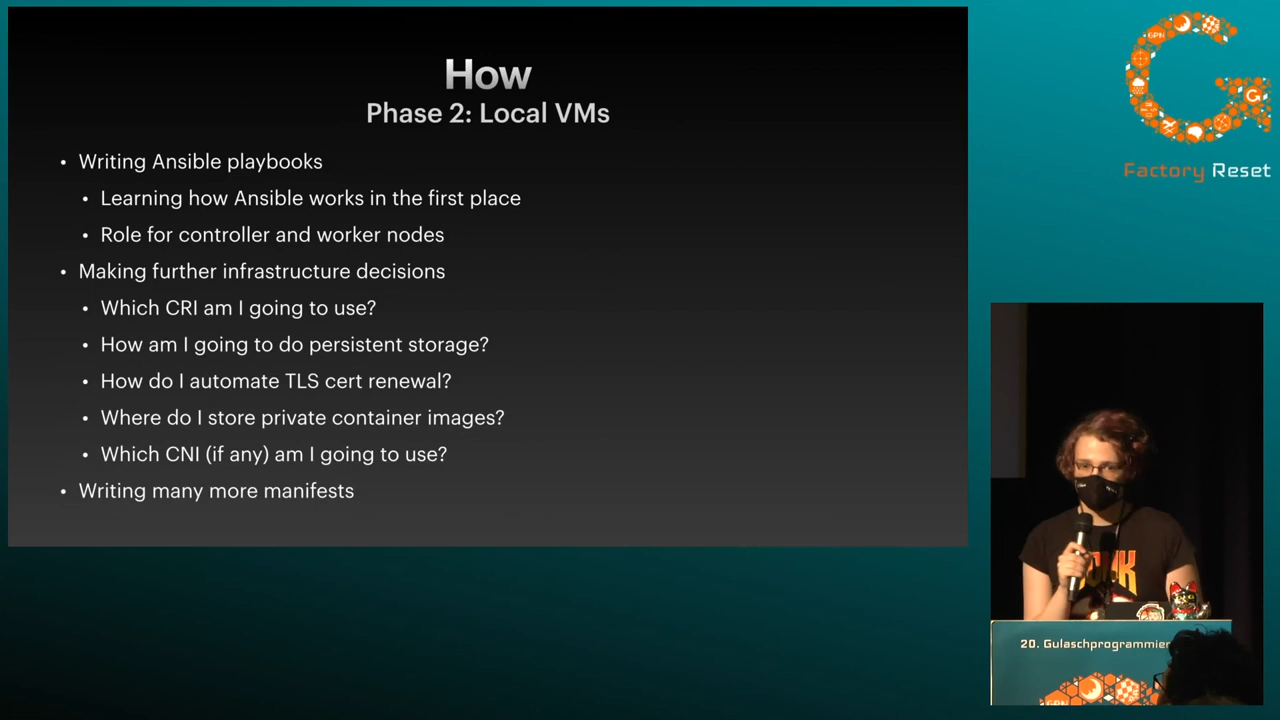 How
Phase 2: Local VMs
• Writing Ansible playbooks
• Learning how Ansible works in the first place
• Role for controller and worker nodes
• Making further infrastructure decisions
• Which CRI am I going to use?
• How am I going to do persistent storage?
• How do I automate TLS cert renewal?
• Where do I store private container images?
• Which CNI (if any) am I going to use?
• Writing many more manifests
GPN
Factory Reset
20. Gulaschprogrammier